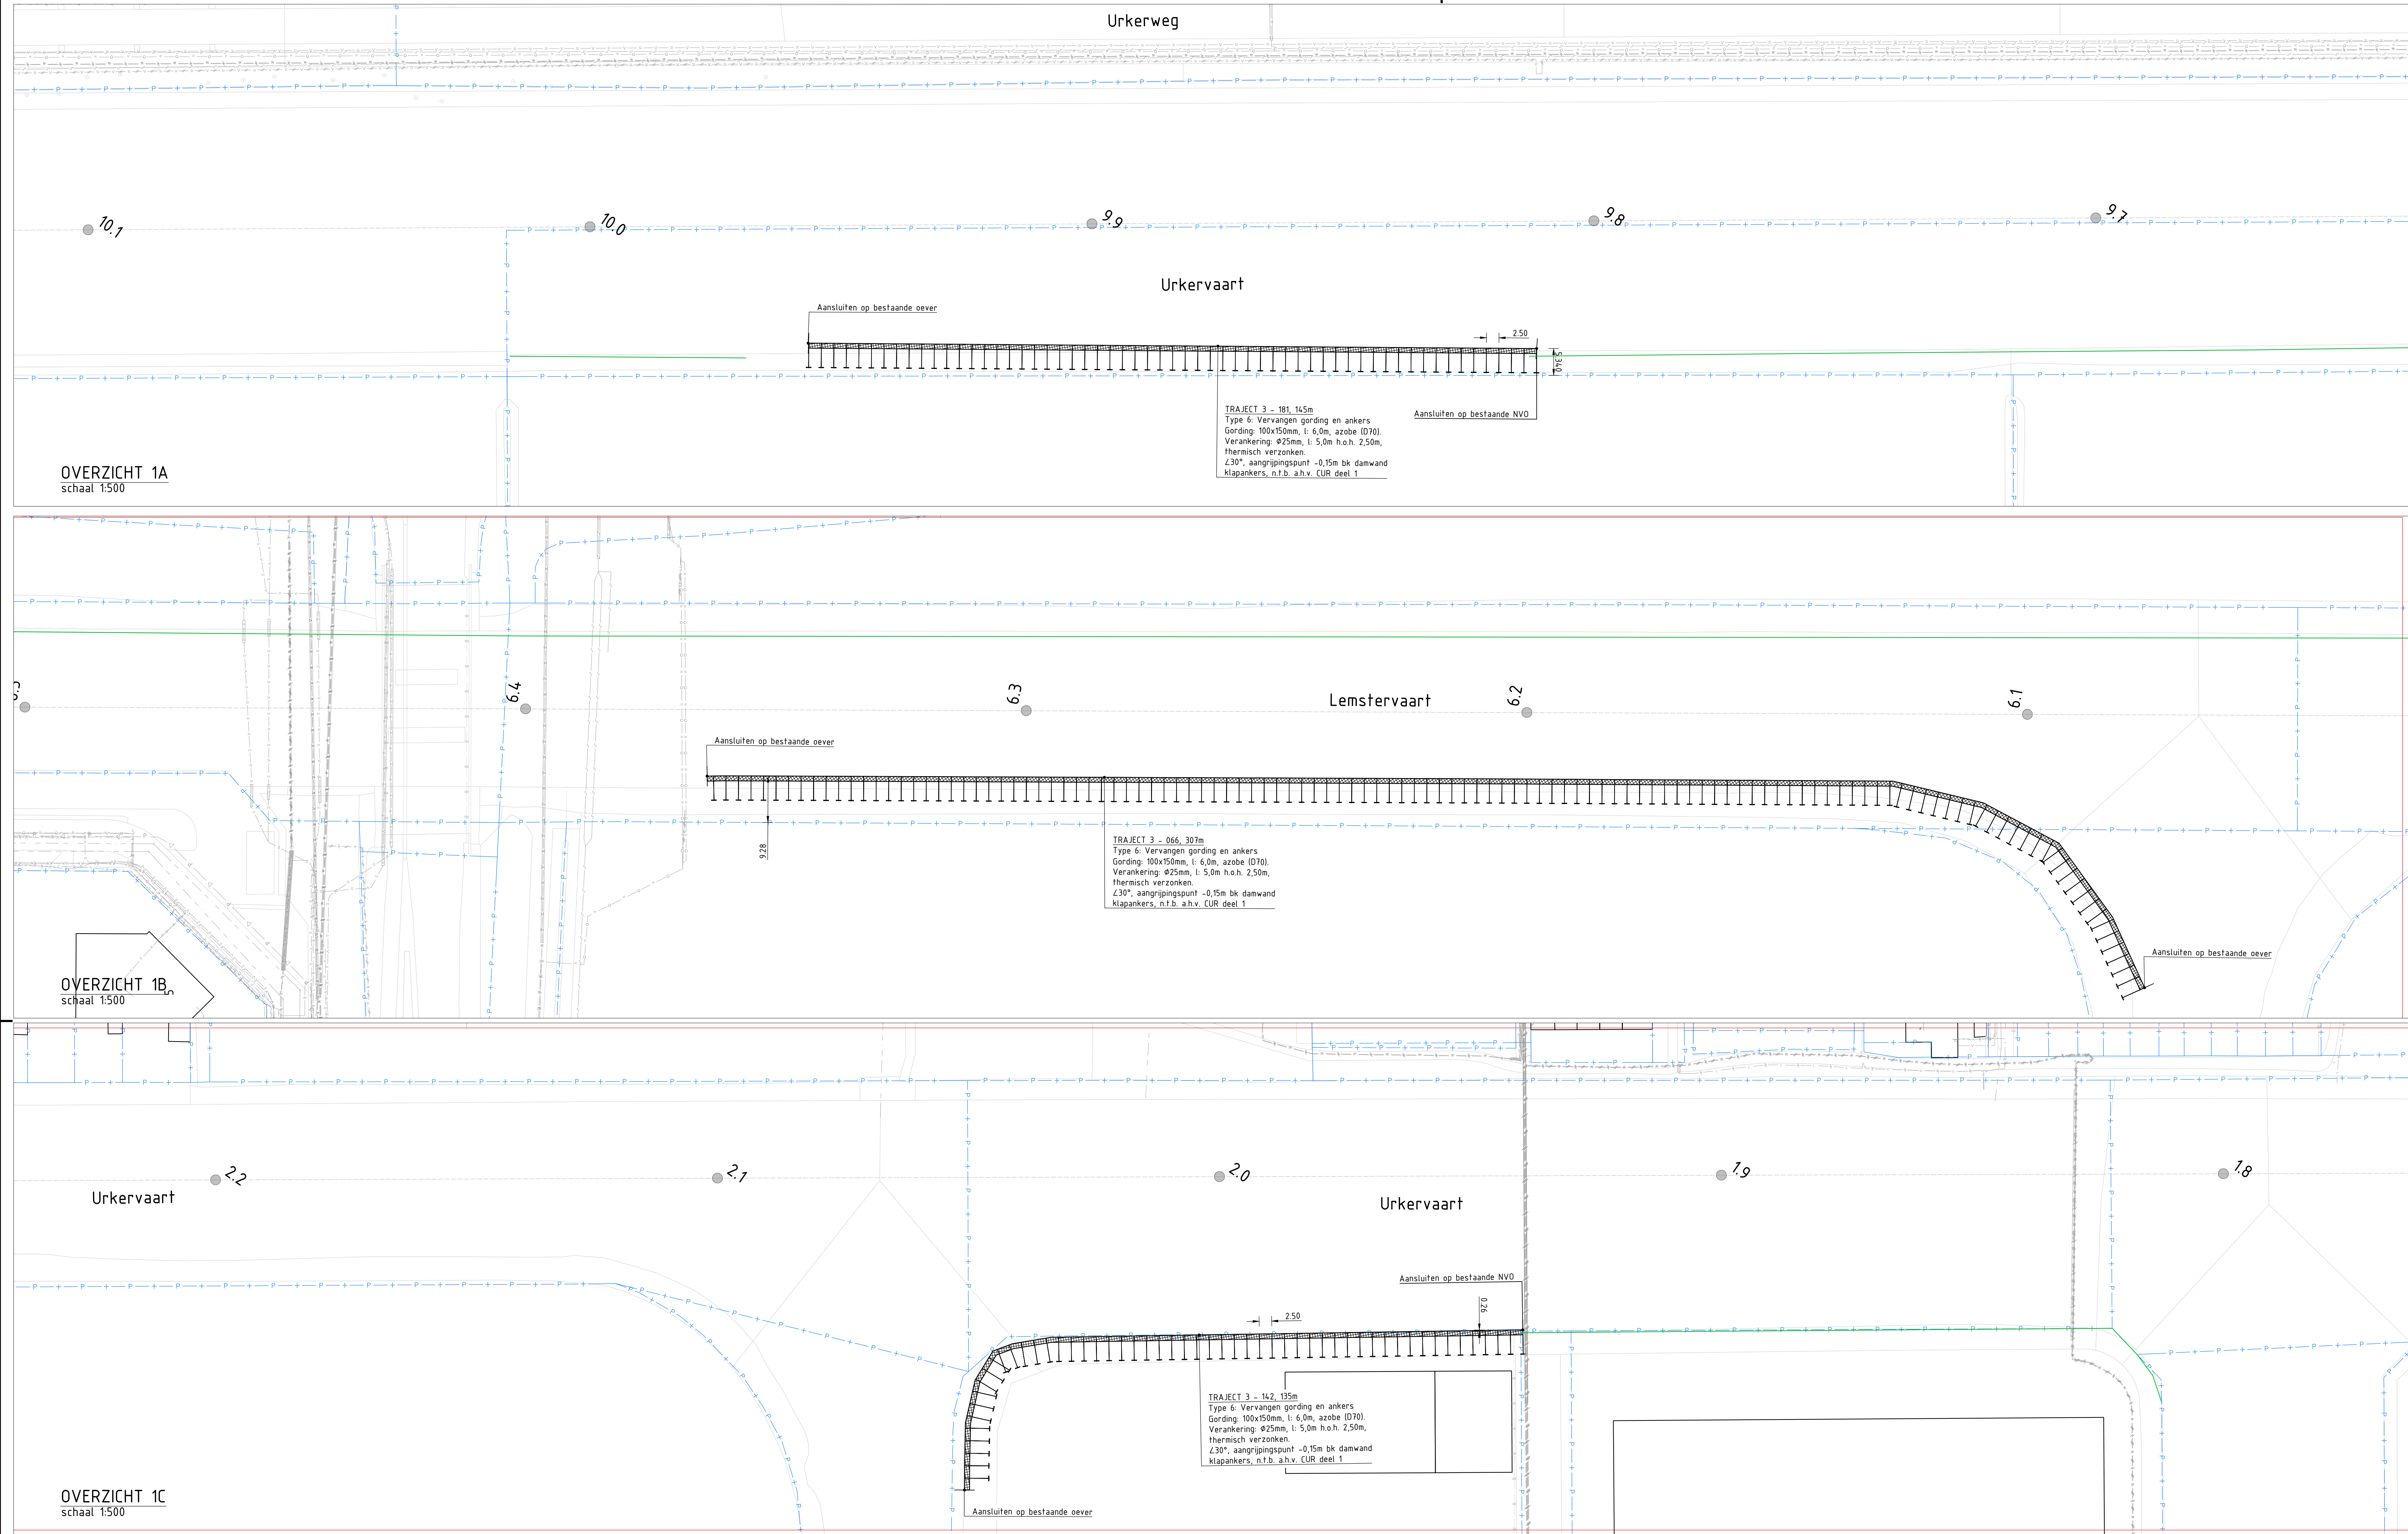 Urkerweg
10.1
10.0
9.9
9.8
9.7
Urkervaart
Aansluiten op bestaande oever
2.50
5.3640
TRAJECT 3 - 181, 145m
Type 6: Vervangen gording en ankers
Gording: 100x150mm, l: 6,0m, azobe (D70).
Verankering: Ø25mm, l: 5,0m h.o.h. 2,50m,
thermisch verzonken.
∠30°, aangrijpingspunt -0,15m bk damwand
klapankers, n.t.b. a.h.v. CUR deel 1
Aansluiten op bestaande NVO
OVERZICHT 1A
schaal 1:500
6.4
6.3
Lemstervaart
6.2
6.1
Aansluiten op bestaande oever
9.28
TRAJECT 3 - 066, 307m
Type 6: Vervangen gording en ankers
Gording: 100x150mm, l: 6,0m, azobe (D70).
Verankering: Ø25mm, l: 5,0m h.o.h. 2,50m,
thermisch verzonken.
∠30°, aangrijpingspunt -0,15m bk damwand
klapankers, n.t.b. a.h.v. CUR deel 1
Aansluiten op bestaande oever
OVERZICHT 1B
schaal 1:500
2.2
2.1
2.0
1.9
1.8
Urkervaart
Urkervaart
Aansluiten op bestaande NVO
2.50
0.26
TRAJECT 3 - 142, 135m
Type 6: Vervangen gording en ankers
Gording: 100x150mm, l: 6,0m, azobe (D70).
Verankering: Ø25mm, l: 5,0m h.o.h. 2,50m,
thermisch verzonken.
∠30°, aangrijpingspunt -0,15m bk damwand
klapankers, n.t.b. a.h.v. CUR deel 1
Aansluiten op bestaande oever
OVERZICHT 1C
schaal 1:500